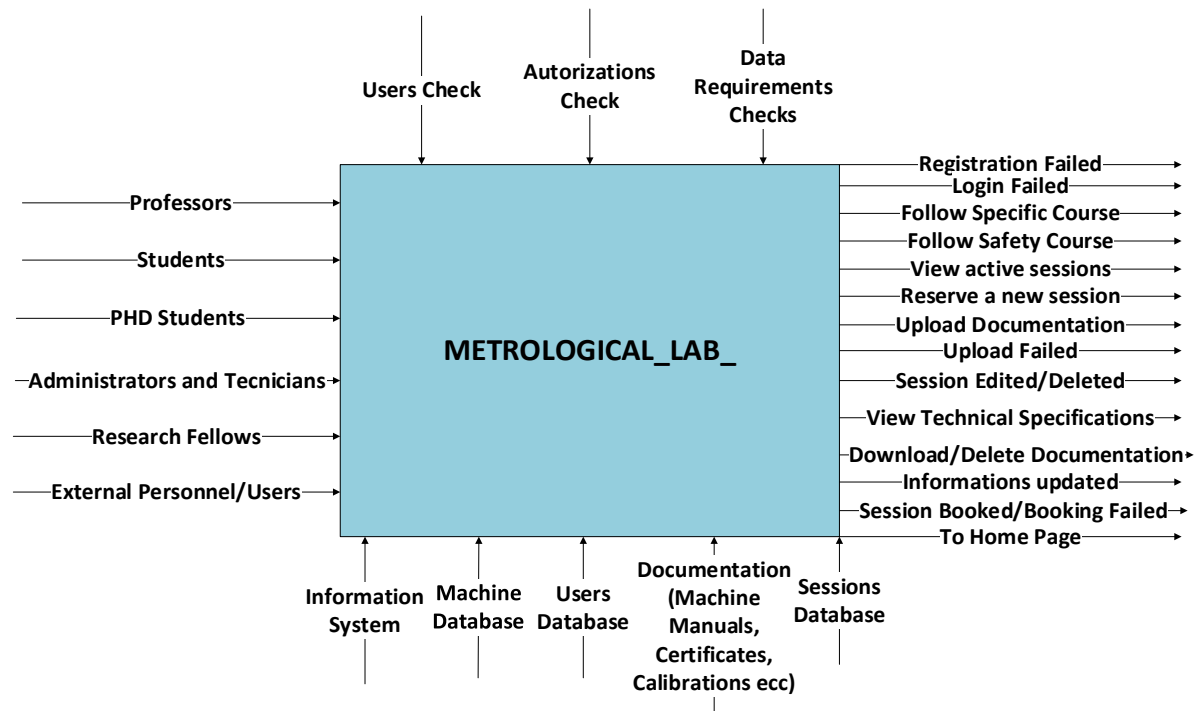 Users Check
Autorizations
Check
Data
Requirements
Checks
Professors
Students
PHD Students
Administrators and Tecnicians
Research Fellows
External Personnel/Users
METROLOGICAL_LAB_
Registration Failed
Login Failed
Follow Specific Course
Follow Safety Course
View active sessions
Reserve a new session
Upload Documentation
Upload Failed
Session Edited/Deleted
View Technical Specifications
Download/Delete Documentation
Informations updated
Session Booked/Booking Failed
To Home Page
Information
System
Machine
Database
Users
Database
Documentation
(Machine
Manuals,
Certificates,
Calibrations ecc)
Sessions
Database